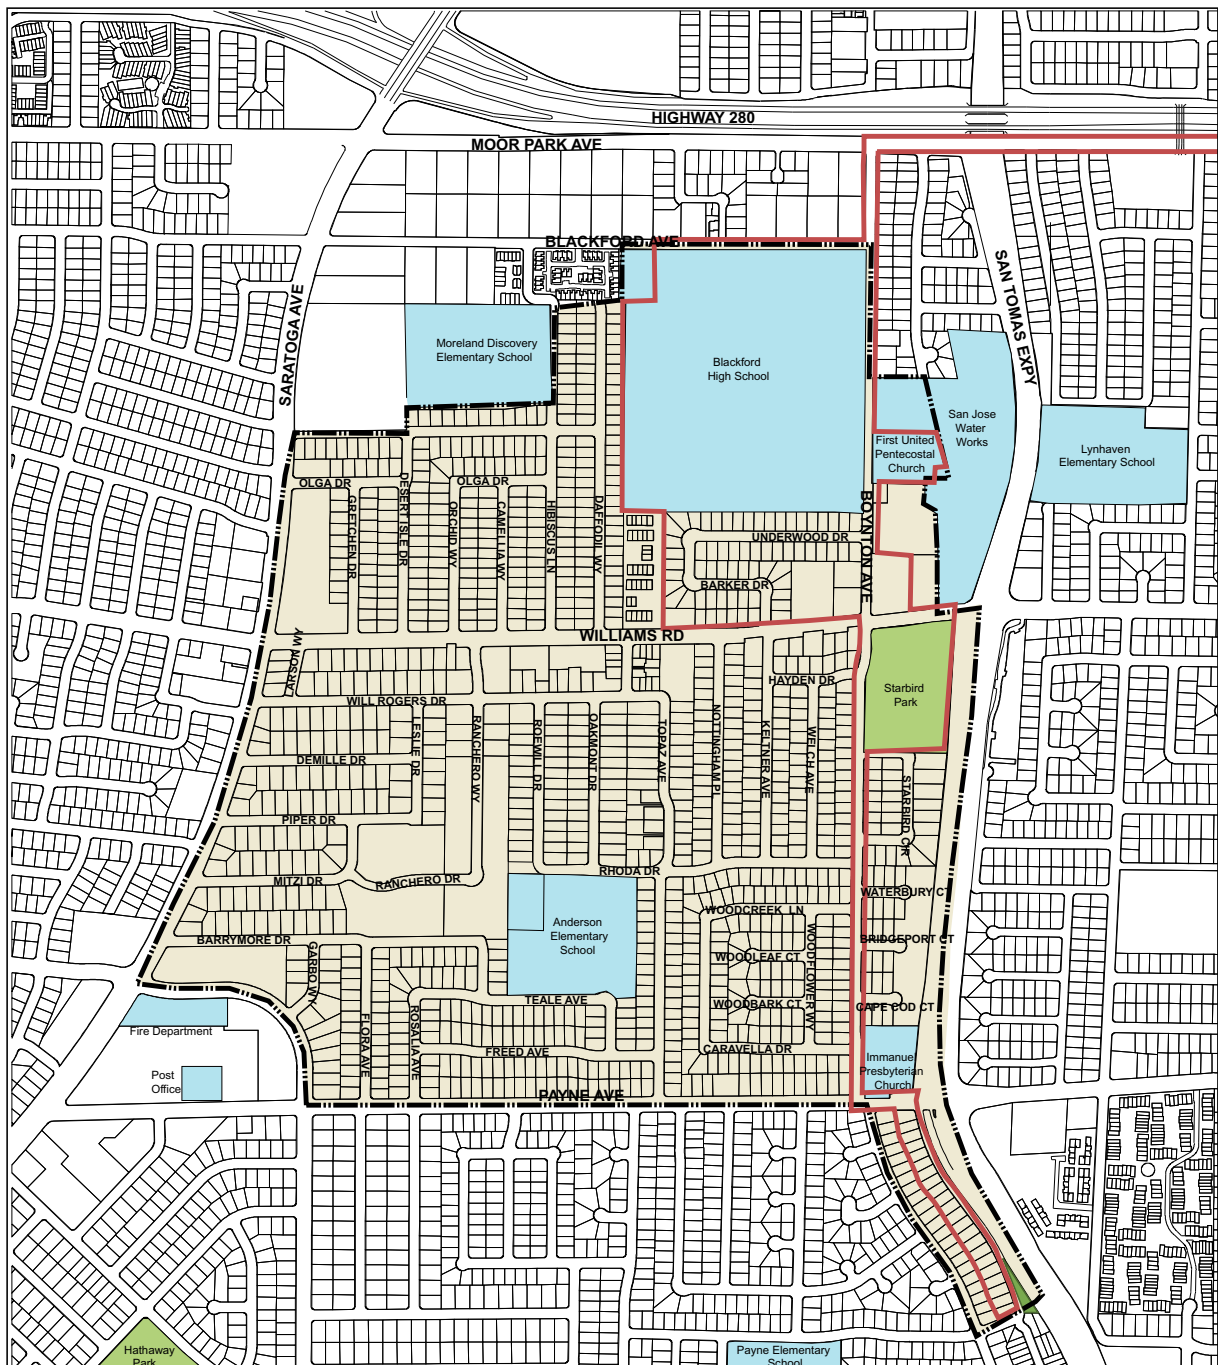 HIGHWAY 280
MOOR PARK AVE
BLACKFORD AVE
SAN TOMAS EXPY
SARATOGA AVE
Moreland Discovery
Elementary School
Blackford
High School
San Jose
Water
Works
First United
Pentecostal
Church
Lynhaven
Elementary School
OLGA DR
OLGA DR
GRETCHEN DR
DESERT ISLE DR
ORCHID WY
CAMELLIA WY
HIBISCUS LN
DAFFODIL WY
BOYNTON AVE
UNDERWOOD DR
BARKER DR
WILLIAMS RD
LARSON WY
HAYDEN DR
Starbird
Park
WILL ROGERS DR
LESLIE DR
RANCHERO WY
ROEWILL DR
OAKMONT DR
TOPAZ AVE
NOTTINGHAM PL
KELTNER AVE
WELCH AVE
DEMILLE DR
STARBIRD CIR
PIPER DR
RHODA DR
MITZI DR
RANCHERO DR
WATERBURY CT
WOODCREEK LN
Anderson
Elementary
School
BARRYMORE DR
BRIDGEPORT CT
GARBO WY
WOODLEAF CT
WOODFLOWER WY
TEALE AVE
WOODBARK CT
CAPE COD CT
Fire Department
FLORA AVE
ROSALIA AVE
FREED AVE
CARAVELLA DR
Immanuel
Presbyterian
Church
Post
Office
PAYNE AVE
Hathaway
Park
Payne Elementary
School